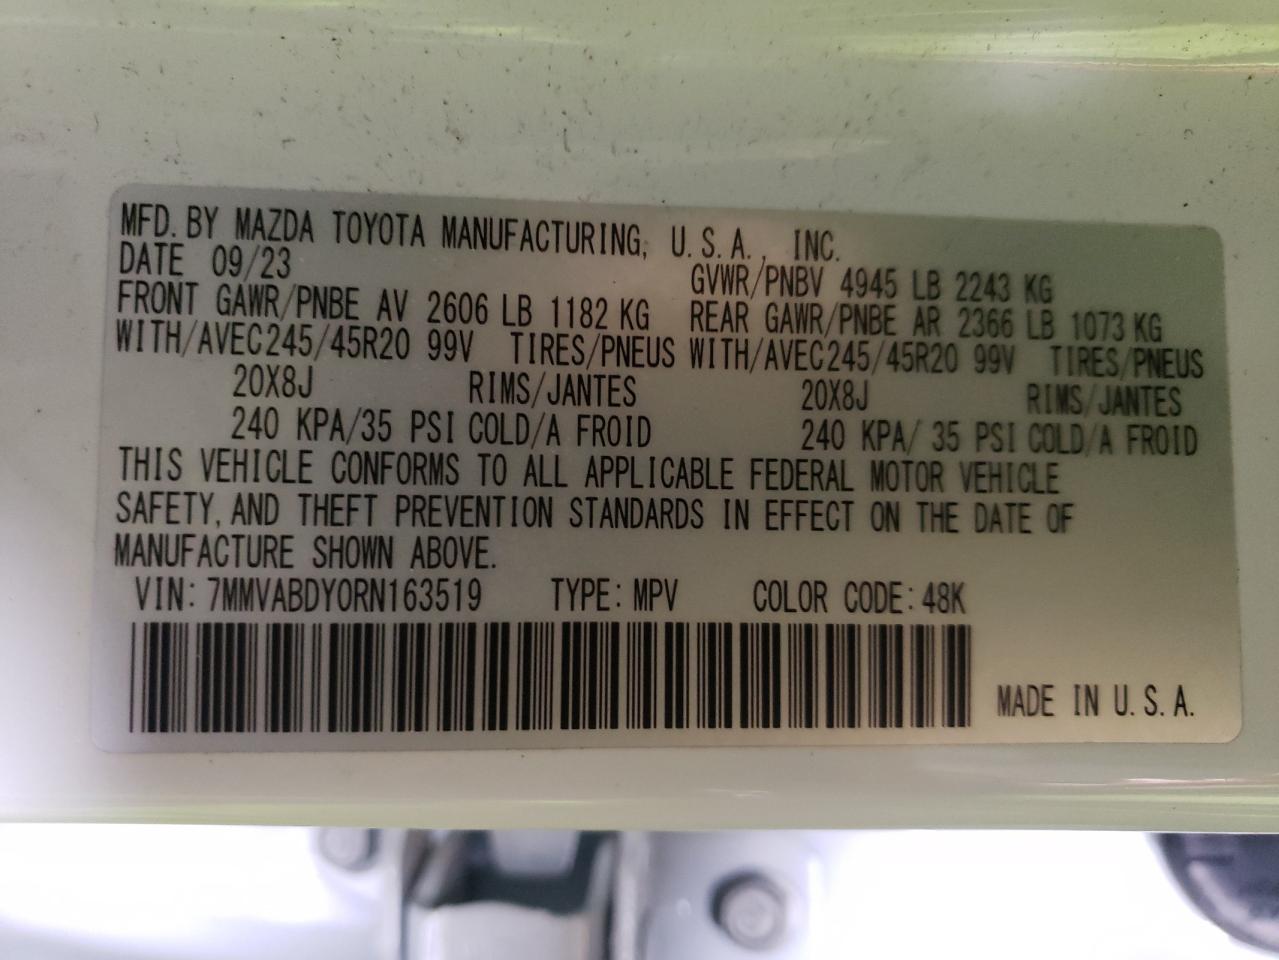 MFD. BY MAZDA TOYOTA MANUFACTURING, U.S.A., INC.
DATE 09/23 GVWR/PNBV 4945 LB 2243 KG
FRONT GAWR/PNBE AV 2606 LB 1182 KG REAR GAWR/PNBE AR 2366 LB 1073 KG
WITH/AVEC245/45R20 99V TIRES/PNEUS WITH/AVEC245/45R20 99V TIRES/PNEUS
20X8J RIMS/JANTES 20X8J RIMS/JANTES
240 KPA/35 PSI COLD/A FROID 240 KPA/ 35 PSI COLD/A FROID
THIS VEHICLE CONFORMS TO ALL APPLICABLE FEDERAL MOTOR VEHICLE
SAFETY, AND THEFT PREVENTION STANDARDS IN EFFECT ON THE DATE OF
MANUFACTURE SHOWN ABOVE.
VIN: 7MMVABDY0RN163519 TYPE: MPV COLOR CODE: 48K
MADE IN U.S.A.